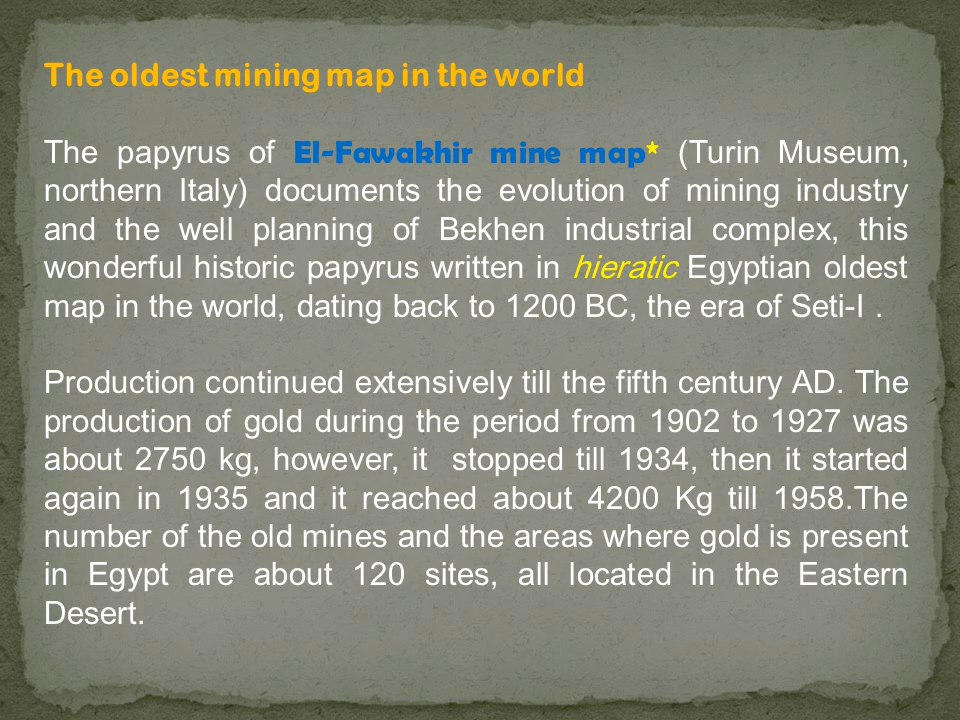 The oldest mining map in the world
The papyrus of El-Fawakhir mine map* (Turin Museum,
northern Italy) documents the evolution of mining industry
and the well planning of Bekhen industrial complex, this
wonderful historic papyrus written in hieratic Egyptian oldest
map in the world, dating back to 1200 BC, the era of Seti-I .
Production continued extensively till the fifth century AD. The
production of gold during the period from 1902 to 1927 was
about 2750 kg, however, it stopped till 1934, then it started
again in 1935 and it reached about 4200 Kg till 1958.The
number of the old mines and the areas where gold is present
in Egypt are about 120 sites, all located in the Eastern
Desert.